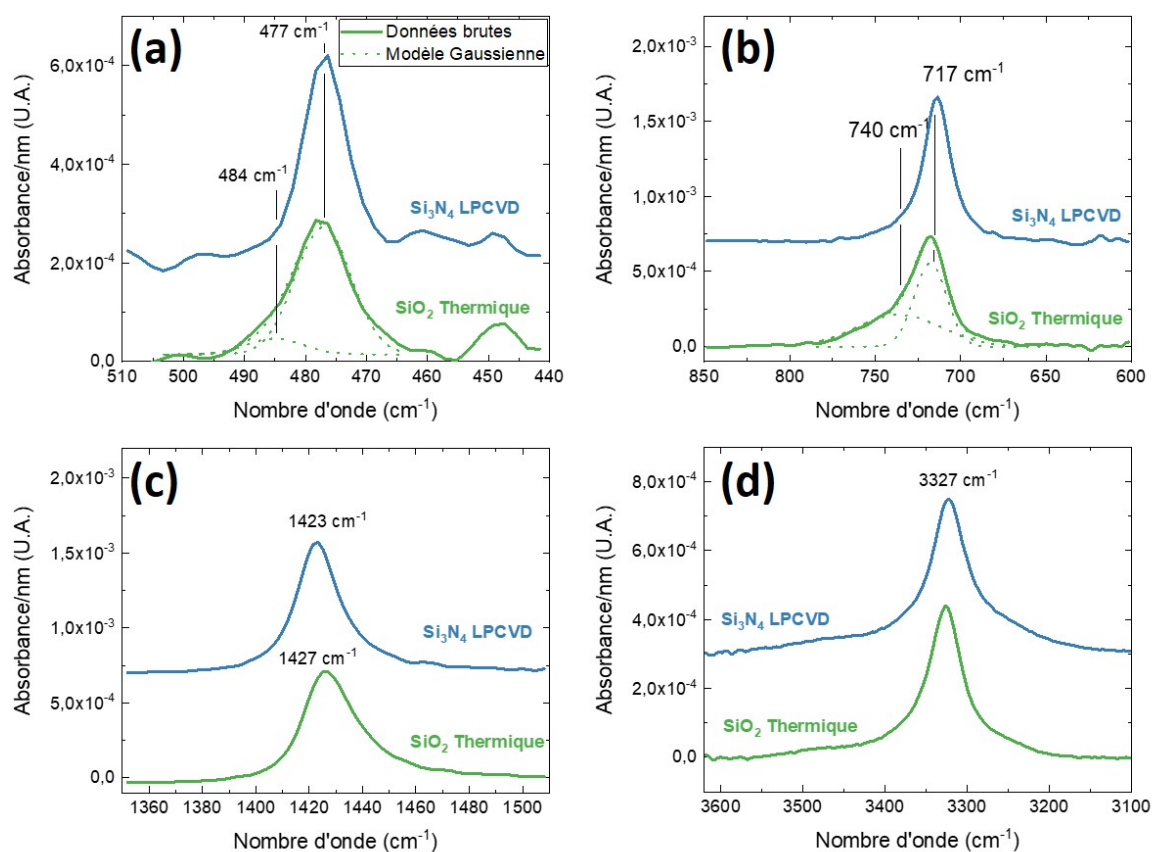 (a)
477 cm⁻¹
Données brutes
Modèle Gaussienne
484 cm⁻¹
Si₃N₄ LPCVD
SiO₂ Thermique
6,0x10⁻⁴
4,0x10⁻⁴
2,0x10⁻⁴
0,0
Absorbance/nm (U.A.)
510 500 490 480 470 460 450 440
Nombre d'onde (cm⁻¹)
(b)
717 cm⁻¹
740 cm⁻¹
Si₃N₄ LPCVD
SiO₂ Thermique
2,0x10⁻³
1,5x10⁻³
1,0x10⁻³
5,0x10⁻⁴
0,0
Absorbance/nm (U.A.)
850 800 750 700 650 600
Nombre d'onde (cm⁻¹)
(c)
1423 cm⁻¹
Si₃N₄ LPCVD
1427 cm⁻¹
SiO₂ Thermique
2,0x10⁻³
1,5x10⁻³
1,0x10⁻³
5,0x10⁻⁴
0,0
Absorbance/nm (U.A.)
1360 1380 1400 1420 1440 1460 1480 1500
Nombre d'onde (cm⁻¹)
(d)
3327 cm⁻¹
Si₃N₄ LPCVD
SiO₂ Thermique
8,0x10⁻⁴
6,0x10⁻⁴
4,0x10⁻⁴
2,0x10⁻⁴
0,0
Absorbance/nm (U.A.)
3600 3500 3400 3300 3200 3100
Nombre d'onde (cm⁻¹)